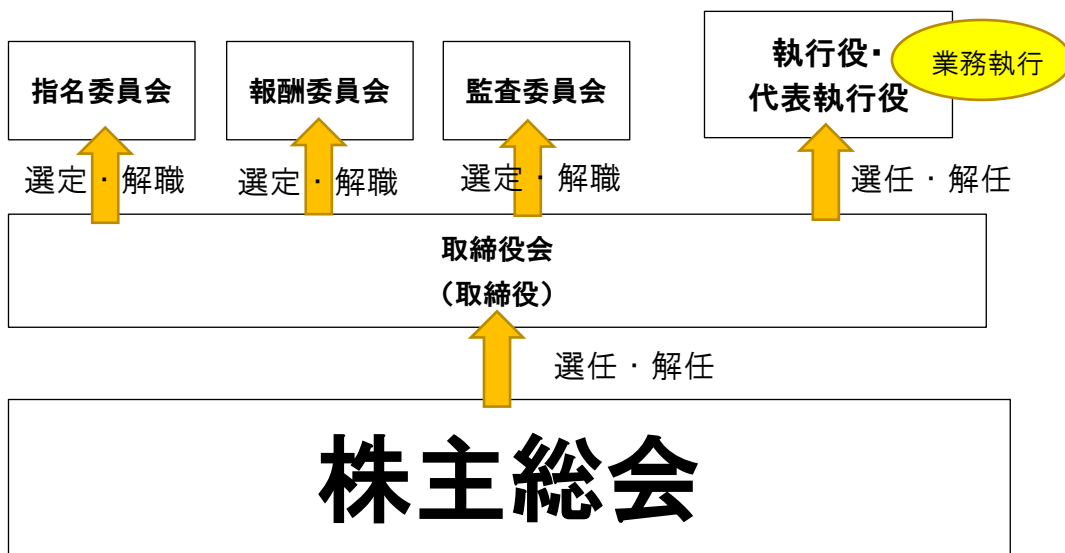 指名委員会
報酬委員会
監査委員会
執行役・
代表執行役
業務執行
選定・解職
選定・解職
選定・解職
選任・解任
取締役会
（取締役）
選任・解任
株主総会